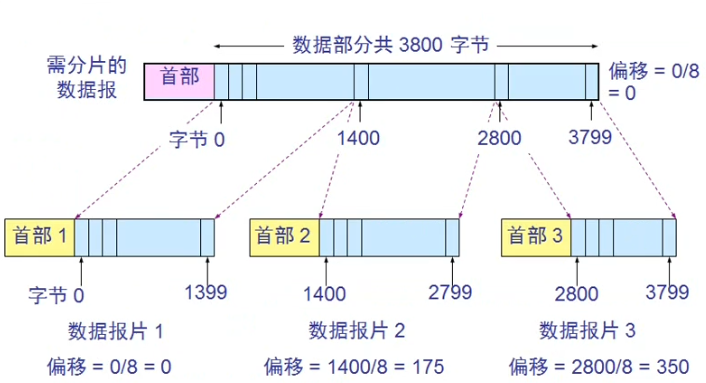 数据部分共 3800 字节
需分片的
数据报
首部
偏移 = 0/8
= 0
字节 0
1400
2800
3799
首部 1
首部 2
首部 3
字节 0
1399
1400
2799
2800
3799
数据报片 1
数据报片 2
数据报片 3
偏移 = 0/8 = 0
偏移 = 1400/8 = 175
偏移 = 2800/8 = 350